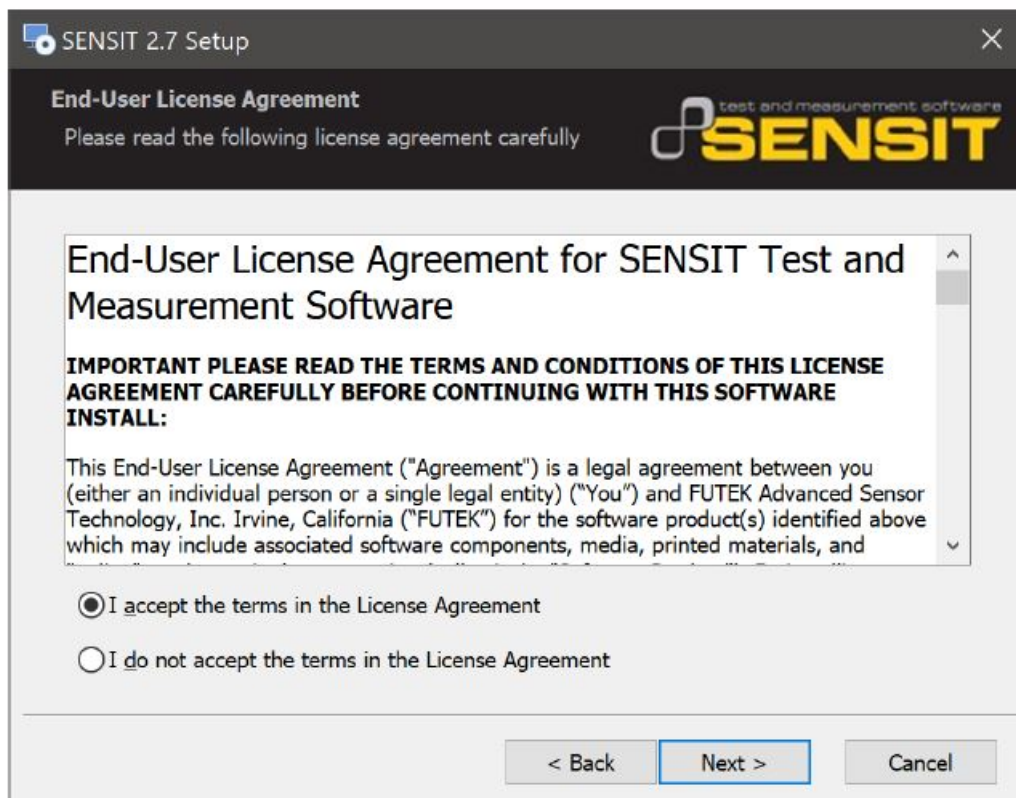 SENSIT 2.7 Setup
End-User License Agreement
Please read the following license agreement carefully
test and measurement software
SENSIT
End-User License Agreement for SENSIT Test and
Measurement Software
IMPORTANT PLEASE READ THE TERMS AND CONDITIONS OF THIS LICENSE
AGREEMENT CAREFULLY BEFORE CONTINUING WITH THIS SOFTWARE
INSTALL:
This End-User License Agreement ("Agreement") is a legal agreement between you
(either an individual person or a single legal entity) (“You”) and FUTEK Advanced Sensor
Technology, Inc. Irvine, California (“FUTEK”) for the software product(s) identified above
which may include associated software components, media, printed materials, and
I accept the terms in the License Agreement
I do not accept the terms in the License Agreement
< Back
Next >
Cancel